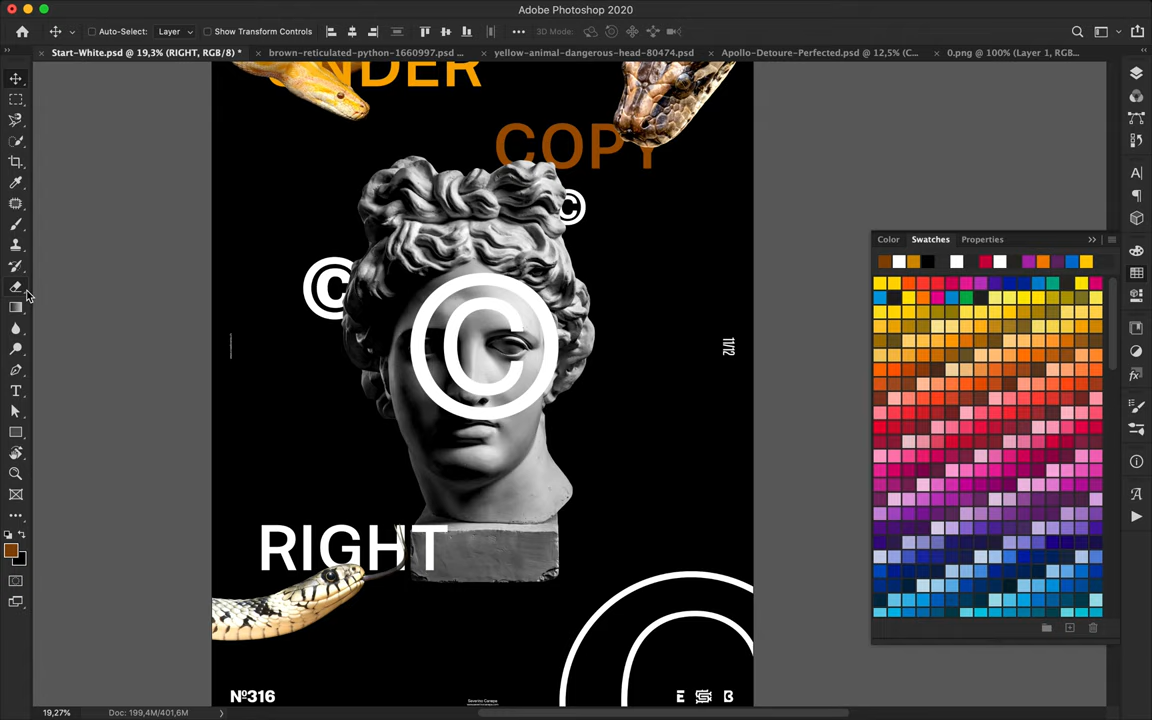 Adobe Photoshop 2020
Auto-Select: Layer Show Transform Controls 3D Mode:
Start-White.psd @ 19,3% (RIGHT, RGB/8) * brown-reticulated-python-1660997.psd ... yellow-animal-dangerous-head-80474.psd Apollo-Detoure-Perfected.psd @ 12,5% (C... 0.png @ 100% (Layer 1, RGB...
NDER
COPY
©
©
©
11/12
RIGHT
Nº316
E B
Color Swatches Properties
19,27% Doc: 199,4M/401,6M